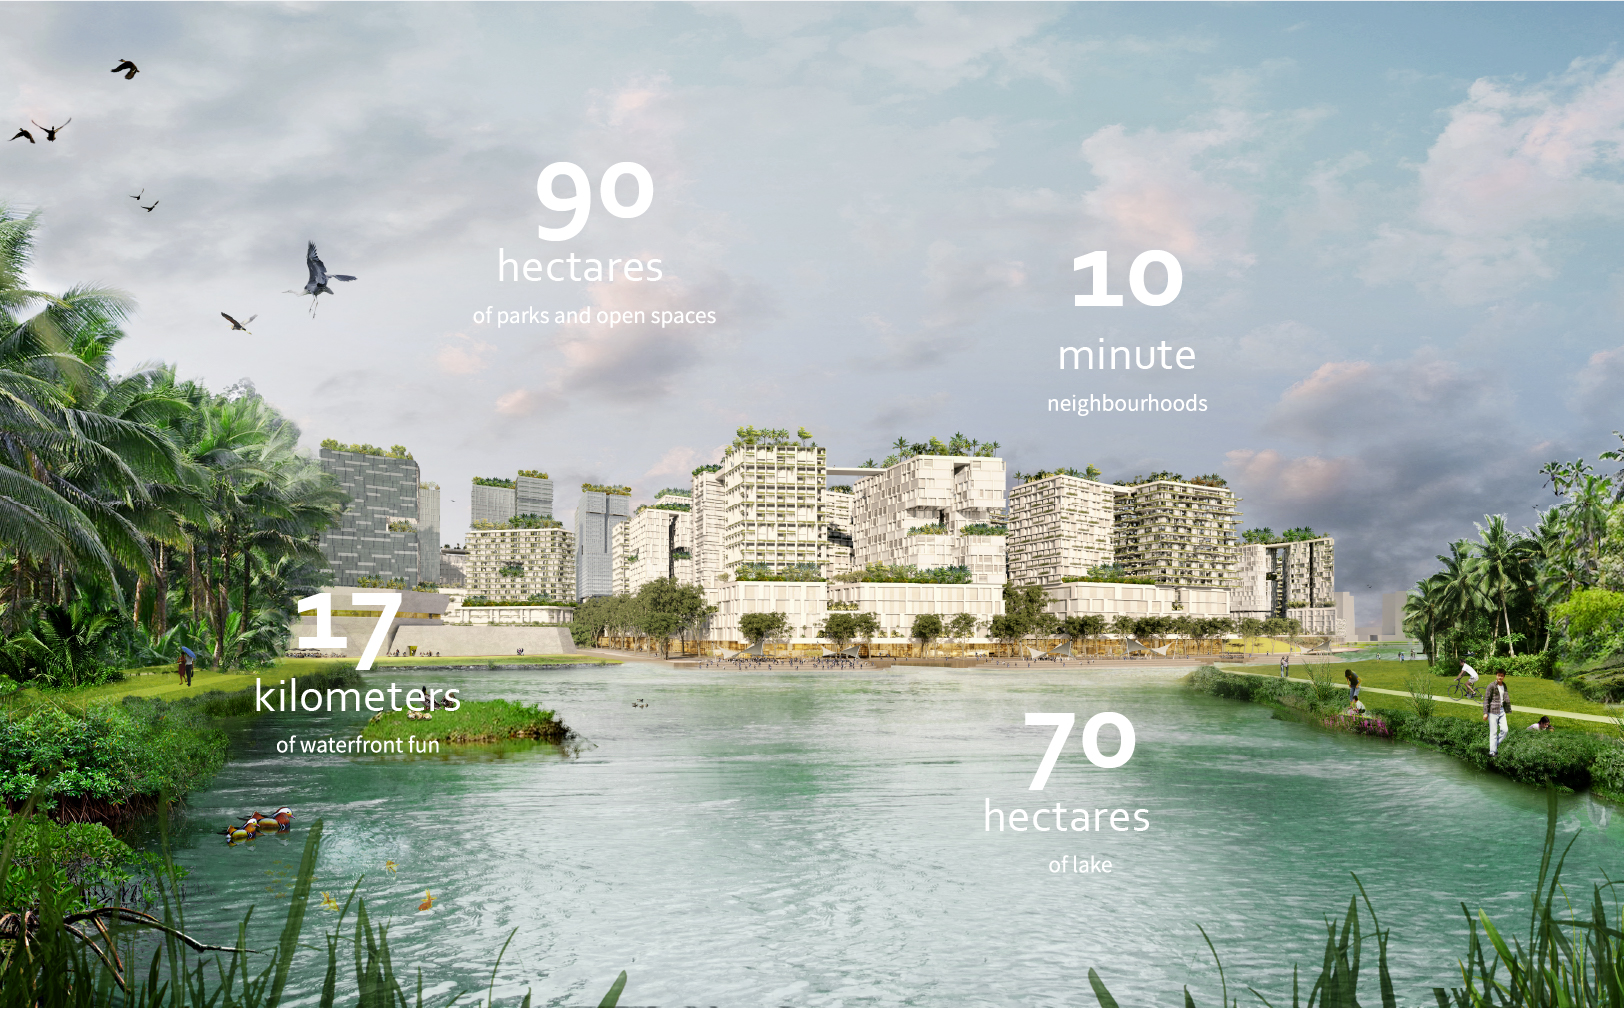 90
hectares
of parks and open spaces
10
minute
neighbourhoods
17
kilometers
of waterfront fun
70
hectares
of lake